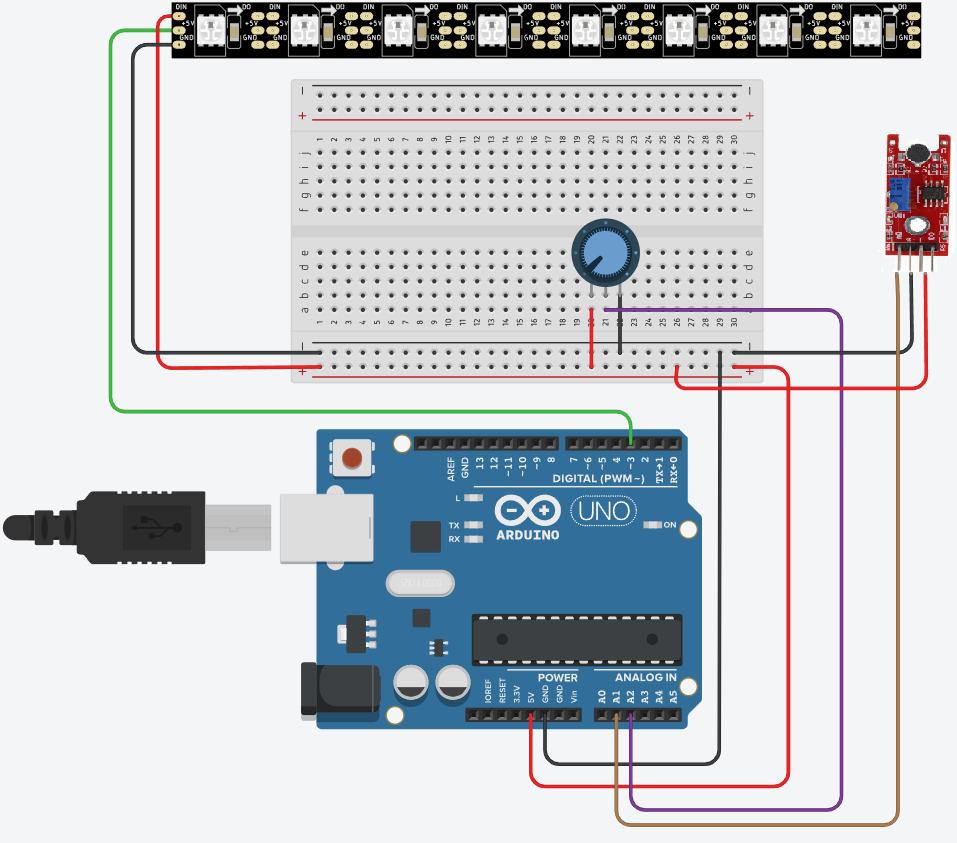 DIN DO DIN DO DIN DO DIN DO DIN DO DIN DO DIN DO DIN DO
+5V +5V +5V +5V +5V +5V +5V +5V +5V +5V +5V +5V +5V +5V +5V +5V
GND GND GND GND GND GND GND GND GND GND GND GND GND GND GND GND
− −
+ +
1 2 3 4 5 6 7 8 9 10 11 12 13 14 15 16 17 18 19 20 21 22 23 24 25 26 27 28 29 30
j j
i i
h h
g g
f f
e e
d d
c c
b b
a a
1 2 3 4 5 6 7 8 9 10 11 12 13 14 15 16 17 18 19 20 21 22 23 24 25 26 27 28 29 30
− −
+ +
AREF GND 13 12 ~11 ~10 ~9 8 7 ~6 ~5 4 ~3 2 TX→1 RX←0
DIGITAL (PWM~)
L
TX
RX
UNO
ON
ARDUINO
POWER ANALOG IN
IOREF RESET 3.3V 5V GND GND Vin A0 A1 A2 A3 A4 A5